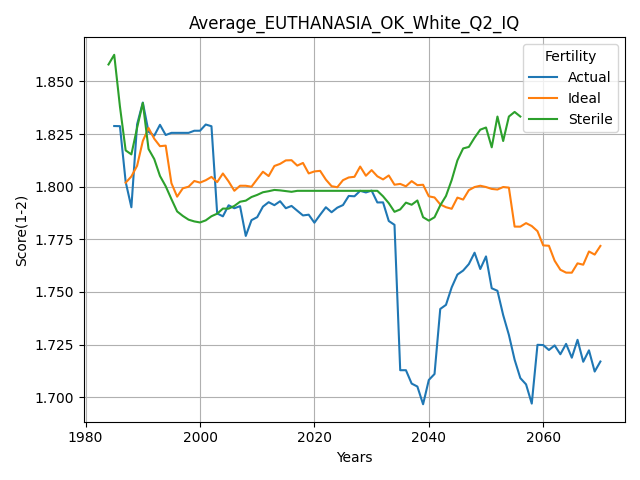 Average_EUTHANASIA_OK_White_Q2_IQ
Fertility
Actual
Ideal
Sterile
Score(1-2)
1.850
1.825
1.800
1.775
1.750
1.725
1.700
1980 2000 2020 2040 2060
Years